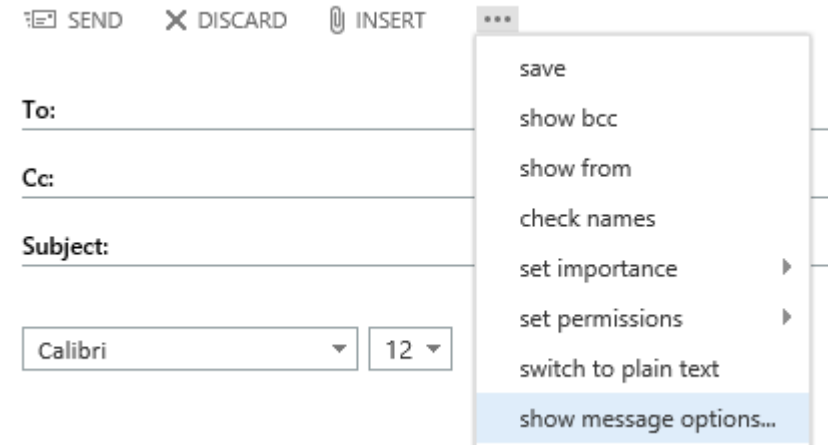 SEND DISCARD INSERT ...
save
To:
show bcc
show from
Cc:
check names
Subject:
set importance
set permissions
Calibri 12
switch to plain text
show message options...